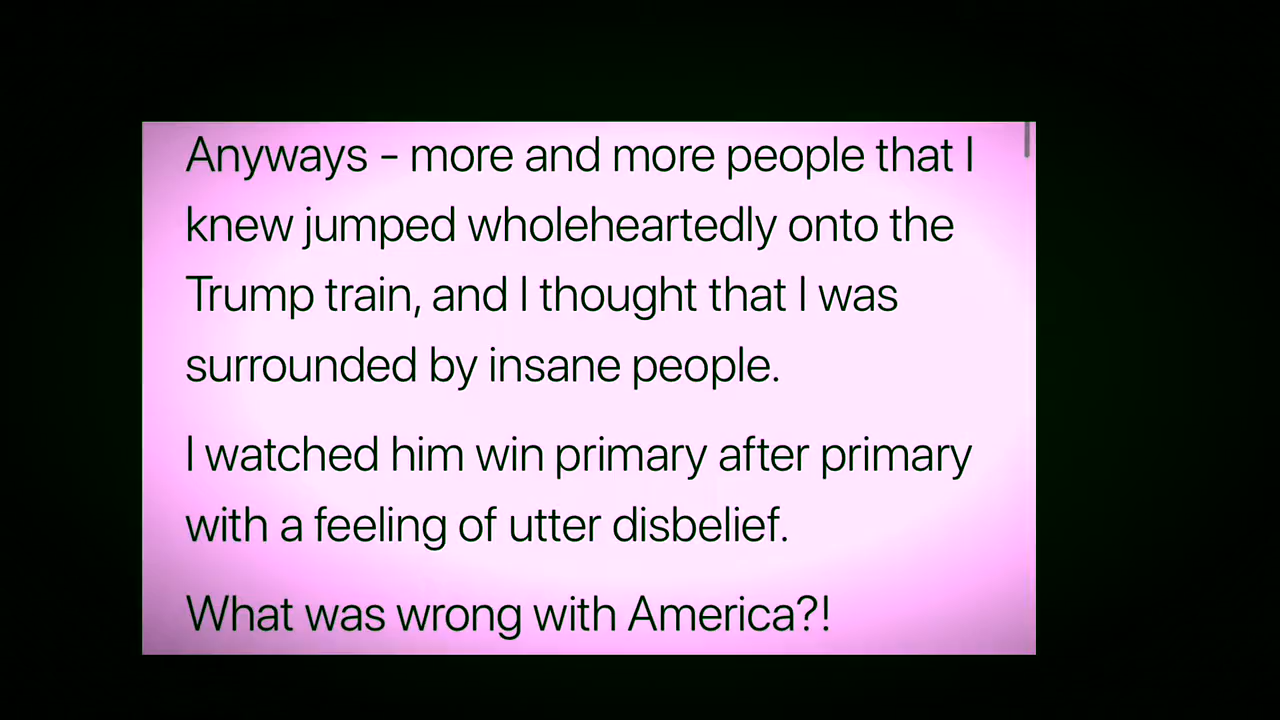 Anyways - more and more people that I
knew jumped wholeheartedly onto the
Trump train, and I thought that I was
surrounded by insane people.
I watched him win primary after primary
with a feeling of utter disbelief.
What was wrong with America?!